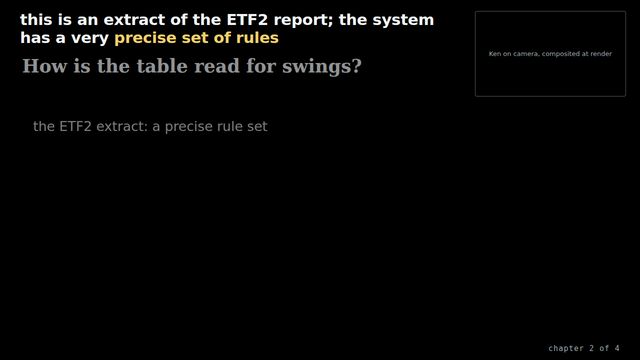 this is an extract of the ETF2 report; the system
has a very precise set of rules
How is the table read for swings?
Ken on camera, composited at render
the ETF2 extract: a precise rule set
chapter 2 of 4